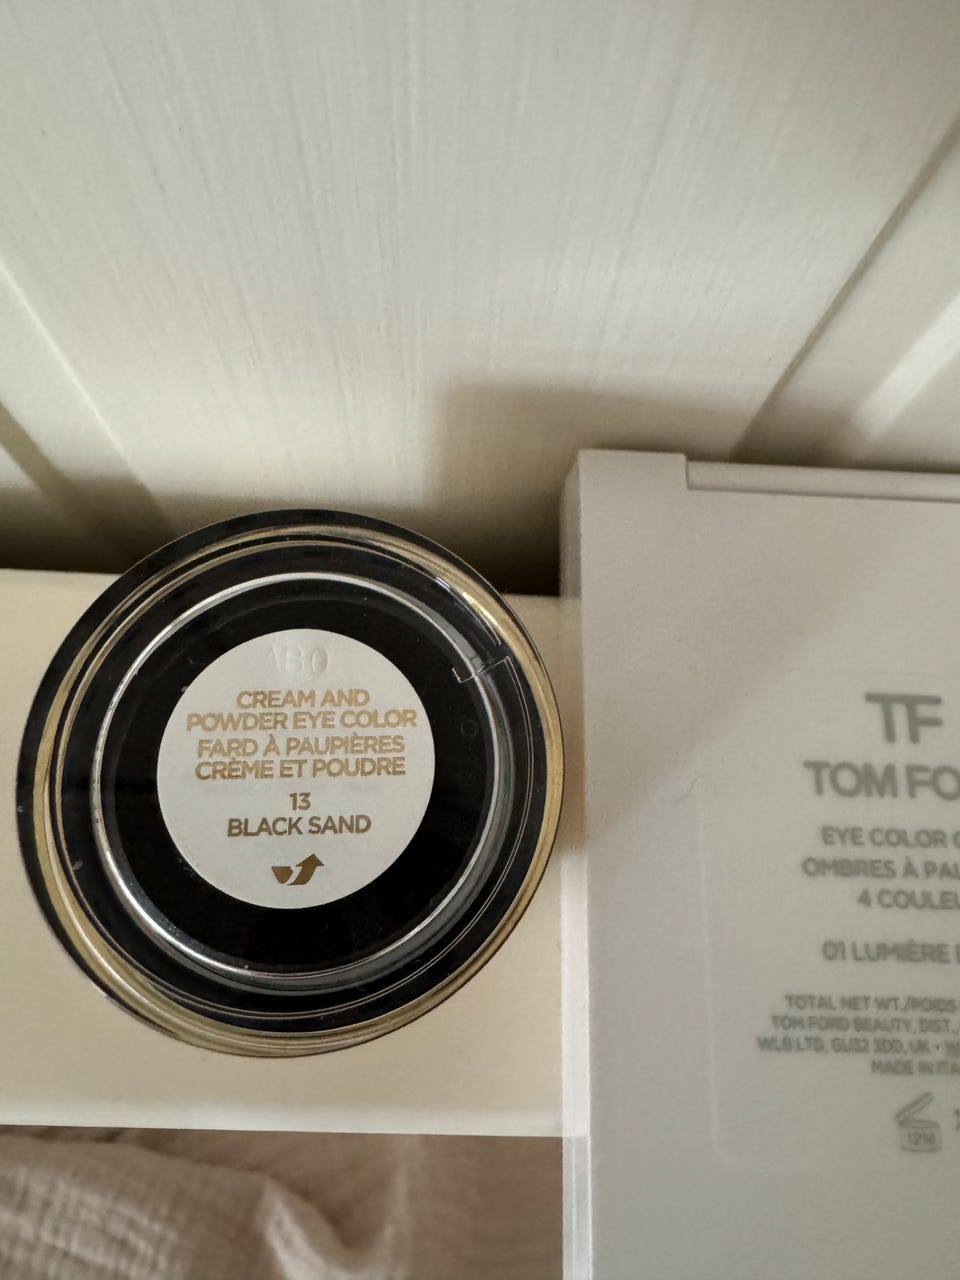 CREAM AND
POWDER EYE COLOR
FARD À PAUPIÈRES
CRÈME ET POUDRE
13
BLACK SAND
TF
TOM FO
EYE COLOR
OMBRES À PAU
4 COULEU
01 LUMIÈRE
TOTAL NET WT./POIDS
TOM FORD BEAUTY, DIST.,
WLB LTD, GU32 3DD, UK •
MADE IN ITA
12M